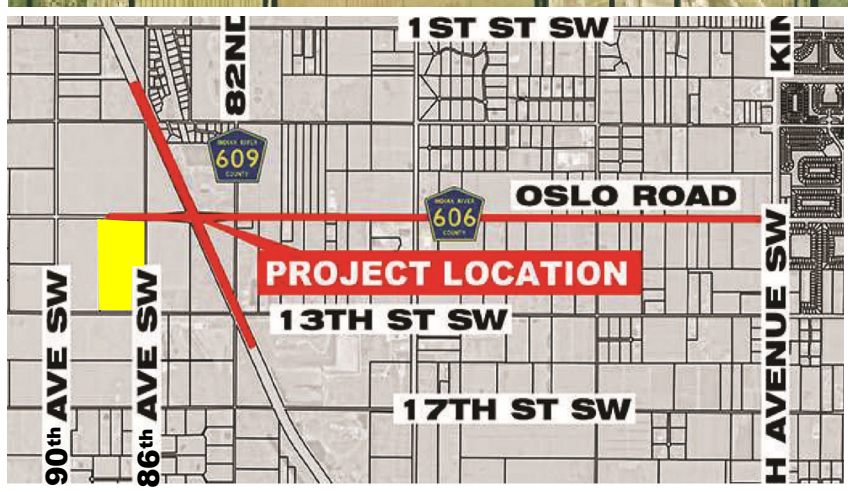 1ST ST SW
82ND
KIN
INDIAN RIVER
609
COUNTY
INDIAN RIVER
606
COUNTY
OSLO ROAD
PROJECT LOCATION
13TH ST SW
17TH ST SW
90th AVE SW
86th AVE SW
H AVENUE SW